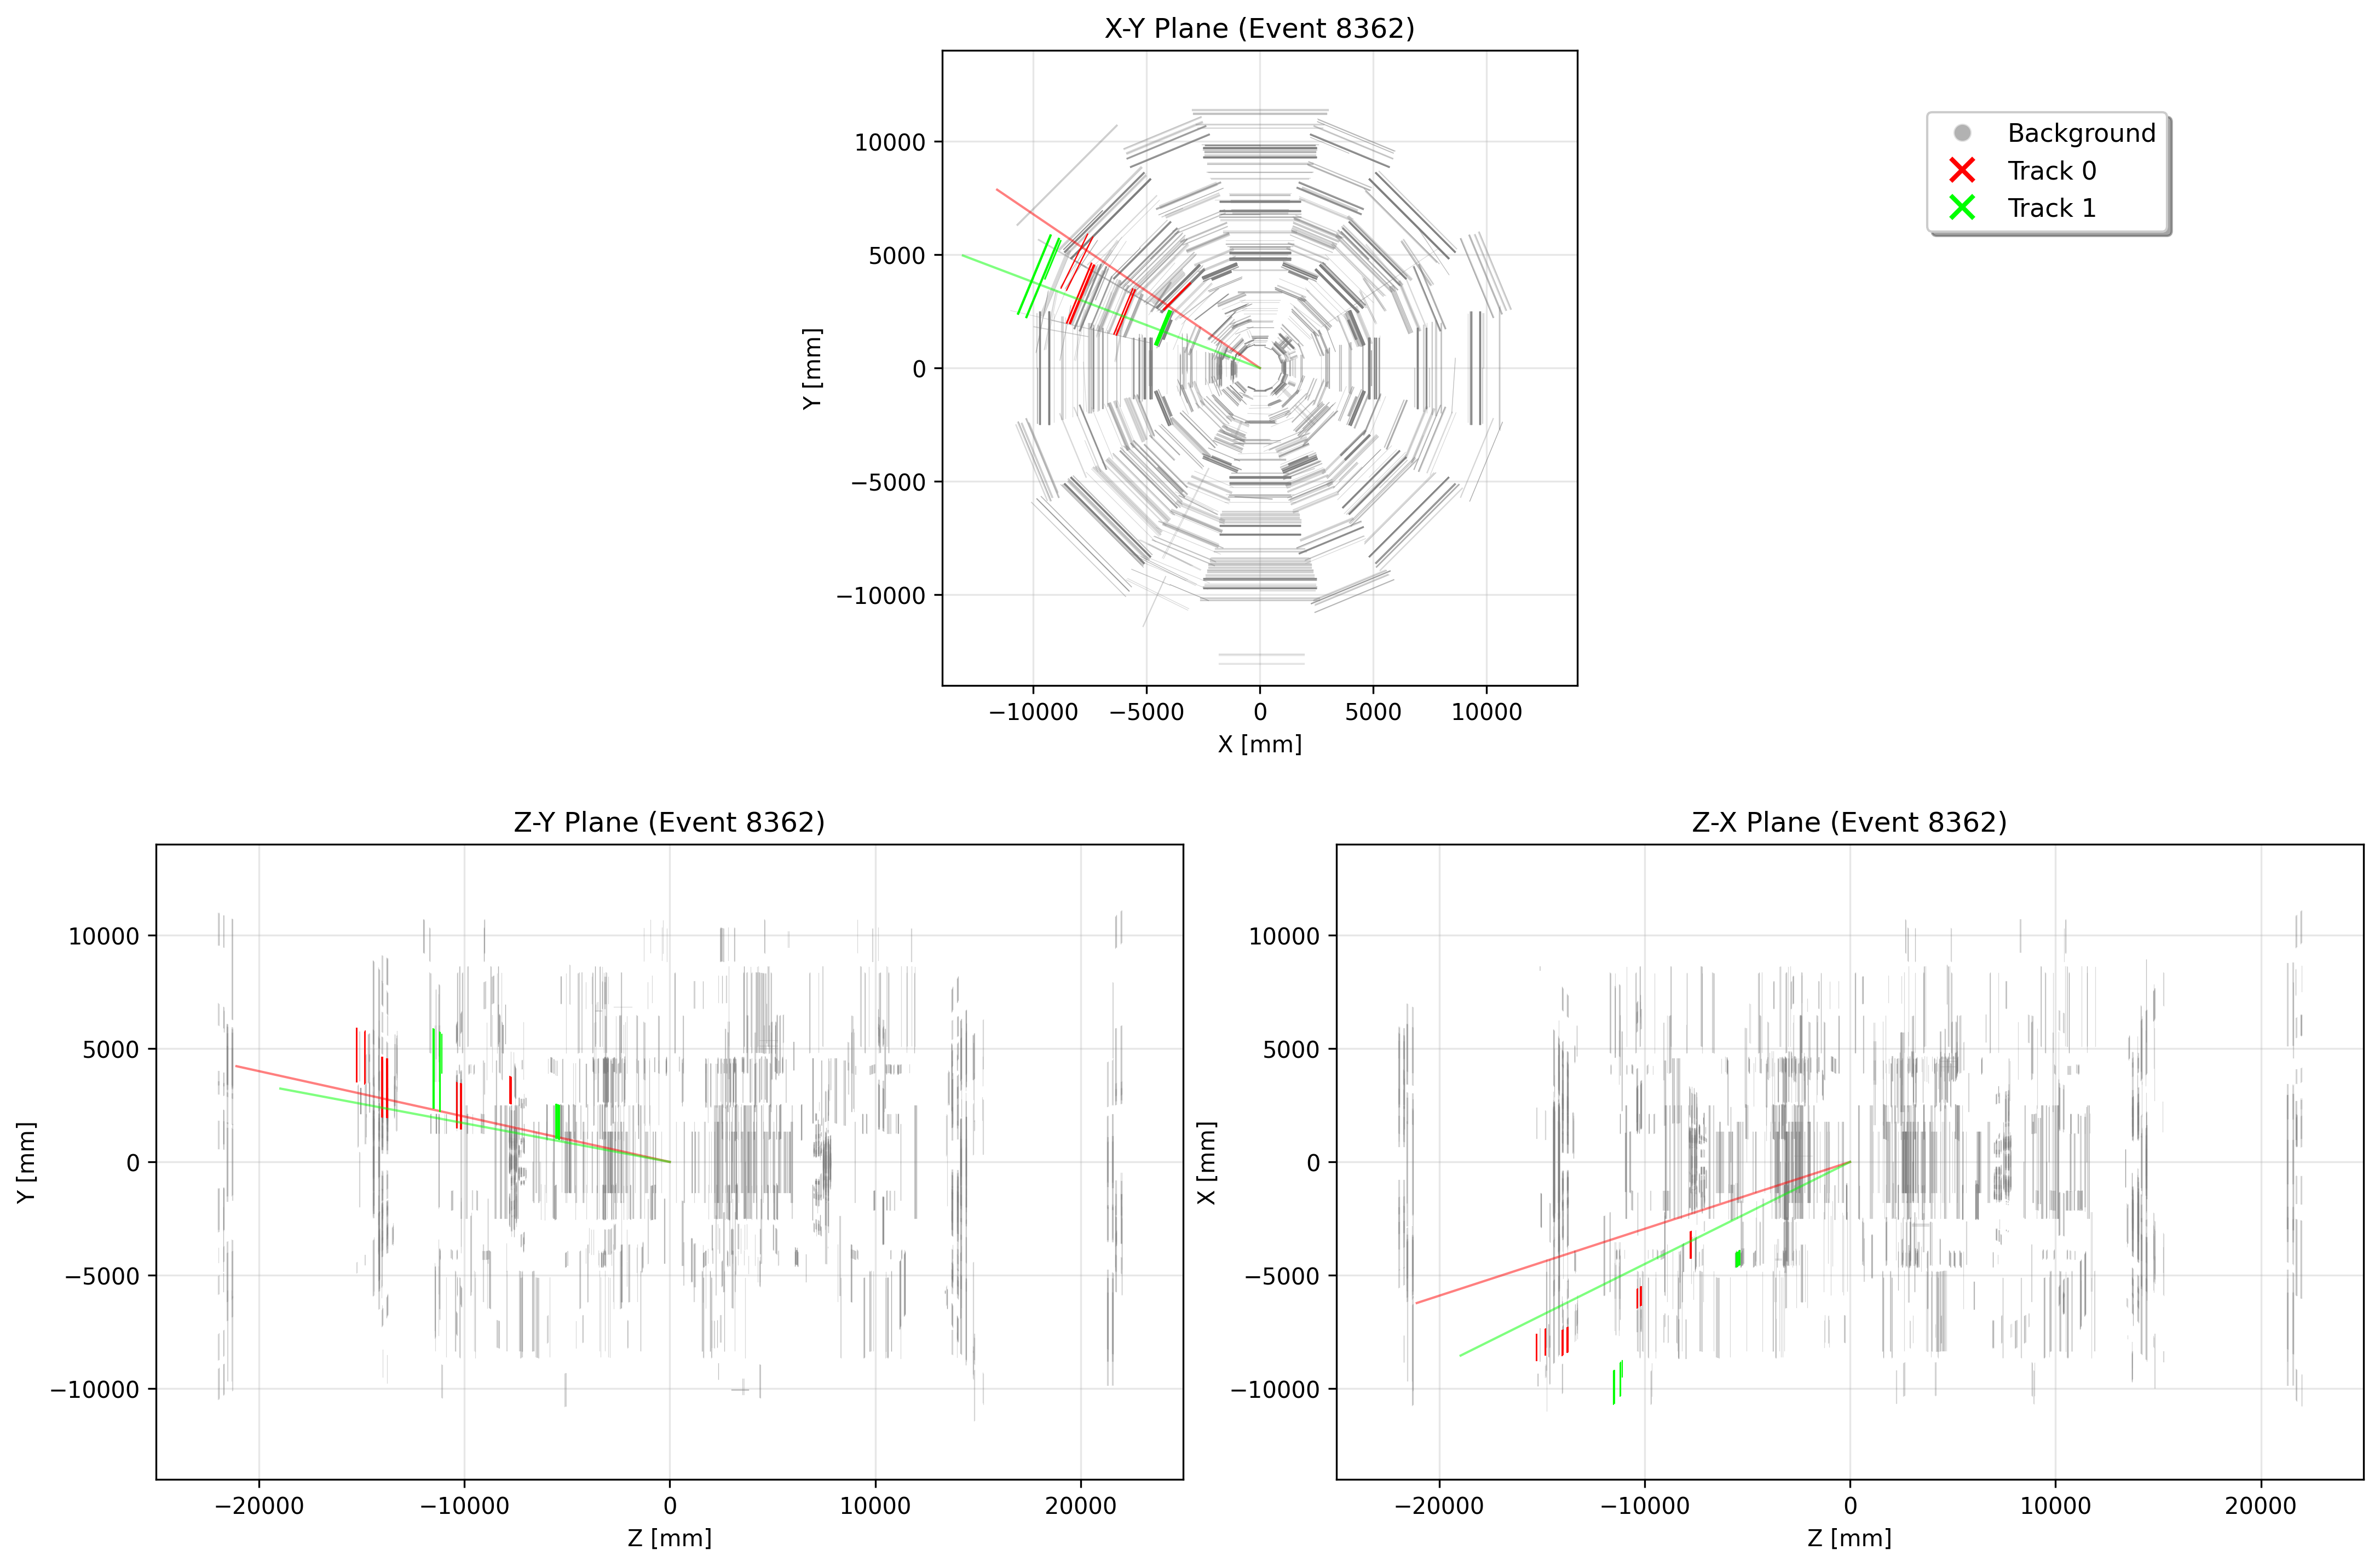 X-Y Plane (Event 8362)
Background
Track 0
Track 1
10000
5000
0
−5000
−10000
Y [mm]
−10000 −5000 0 5000 10000
X [mm]
Z-Y Plane (Event 8362)
10000
5000
0
−5000
−10000
Y [mm]
−20000 −10000 0 10000 20000
Z [mm]
Z-X Plane (Event 8362)
10000
5000
0
−5000
−10000
X [mm]
−20000 −10000 0 10000 20000
Z [mm]